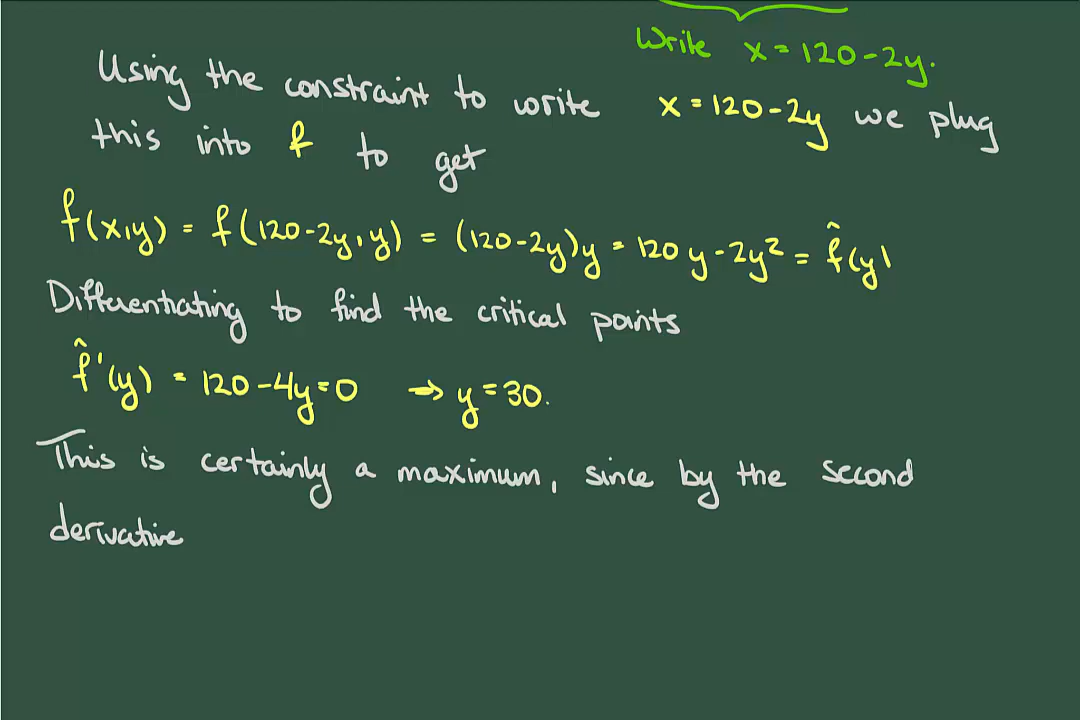 Write x = 120 - 2y.
Using the constraint to write x = 120 - 2y we plug
this into f to get
f(x,y) = f(120-2y, y) = (120-2y)y = 120y - 2y² = f̂(y)
Differentiating to find the critical points
f̂'(y) = 120 - 4y = 0 → y = 30.
This is certainly a maximum, since by the second
derivative